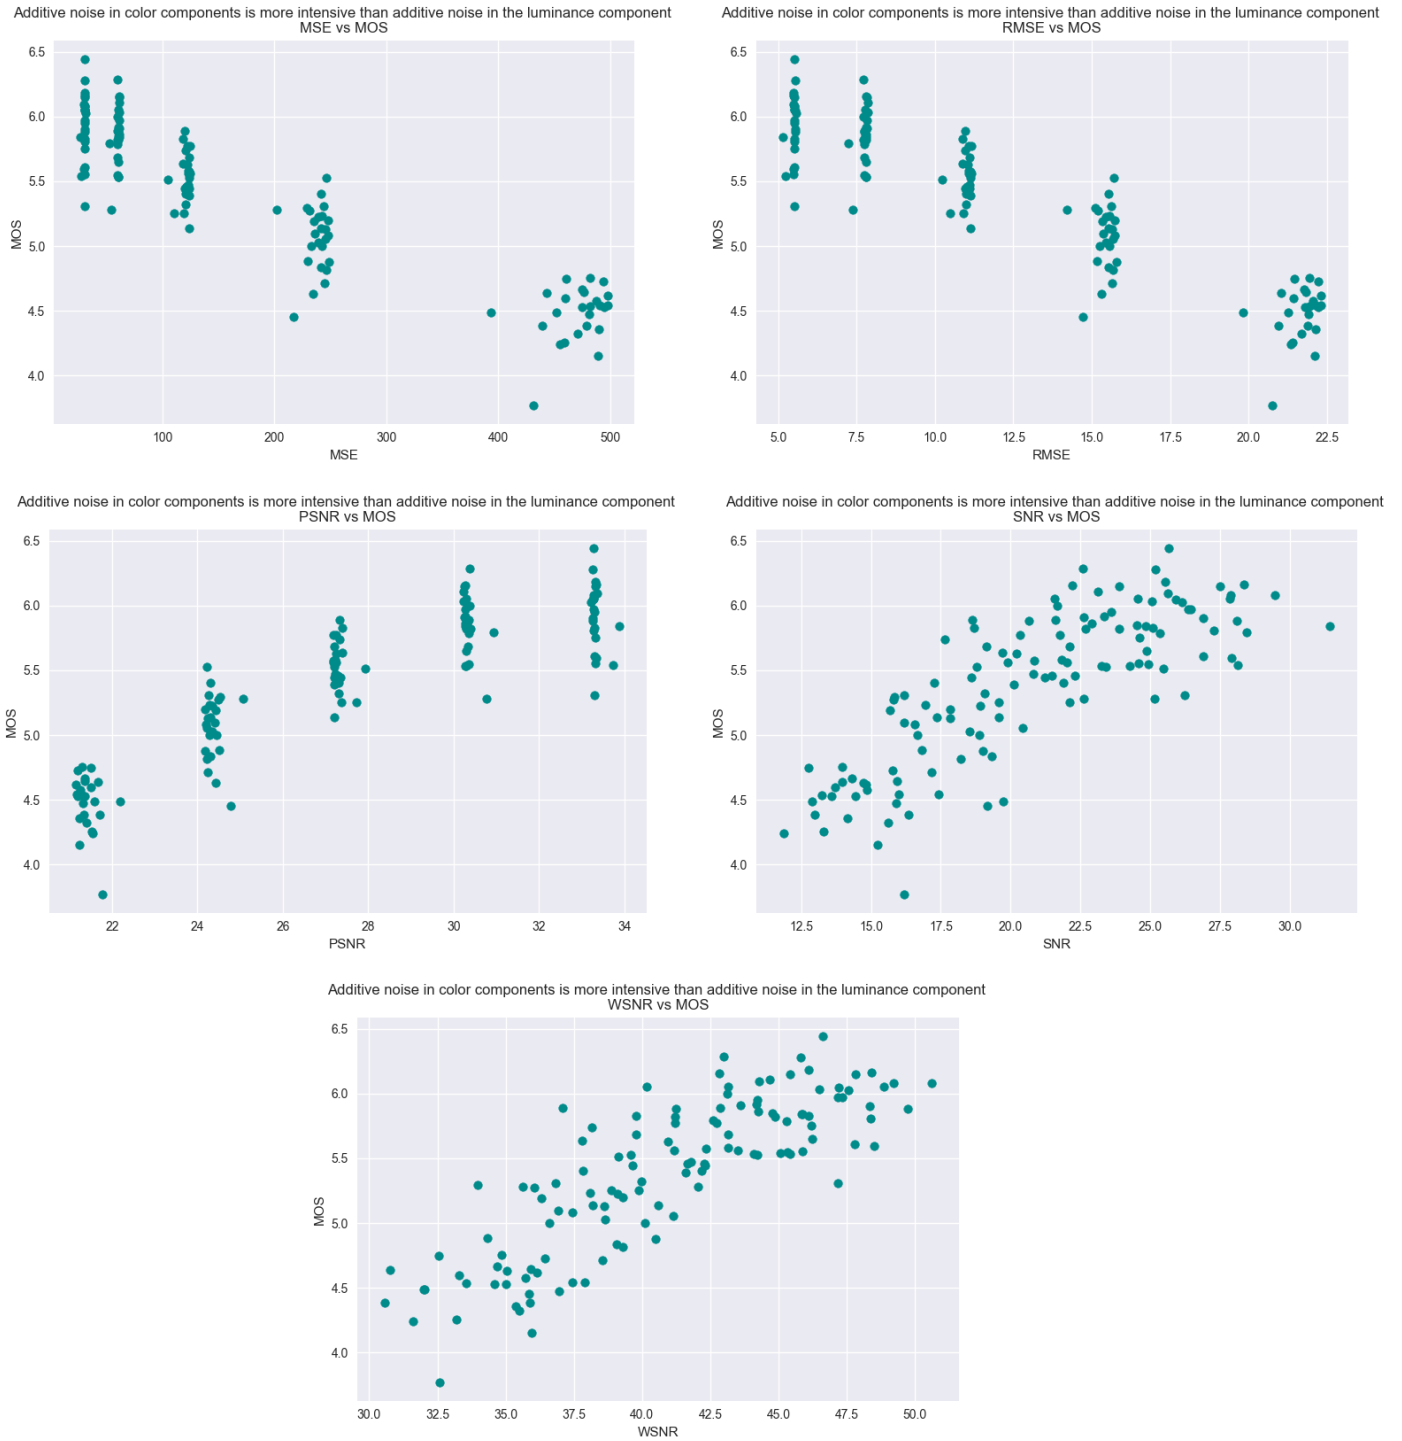 Additive noise in color components is more intensive than additive noise in the luminance component
MSE vs MOS
6.5
6.0
5.5
5.0
4.5
4.0
MOS
100 200 300 400 500
MSE
Additive noise in color components is more intensive than additive noise in the luminance component
RMSE vs MOS
6.5
6.0
5.5
5.0
4.5
4.0
MOS
5.0 7.5 10.0 12.5 15.0 17.5 20.0 22.5
RMSE
Additive noise in color components is more intensive than additive noise in the luminance component
PSNR vs MOS
6.5
6.0
5.5
5.0
4.5
4.0
MOS
22 24 26 28 30 32 34
PSNR
Additive noise in color components is more intensive than additive noise in the luminance component
SNR vs MOS
6.5
6.0
5.5
5.0
4.5
4.0
MOS
12.5 15.0 17.5 20.0 22.5 25.0 27.5 30.0
SNR
Additive noise in color components is more intensive than additive noise in the luminance component
WSNR vs MOS
6.5
6.0
5.5
5.0
4.5
4.0
MOS
30.0 32.5 35.0 37.5 40.0 42.5 45.0 47.5 50.0
WSNR